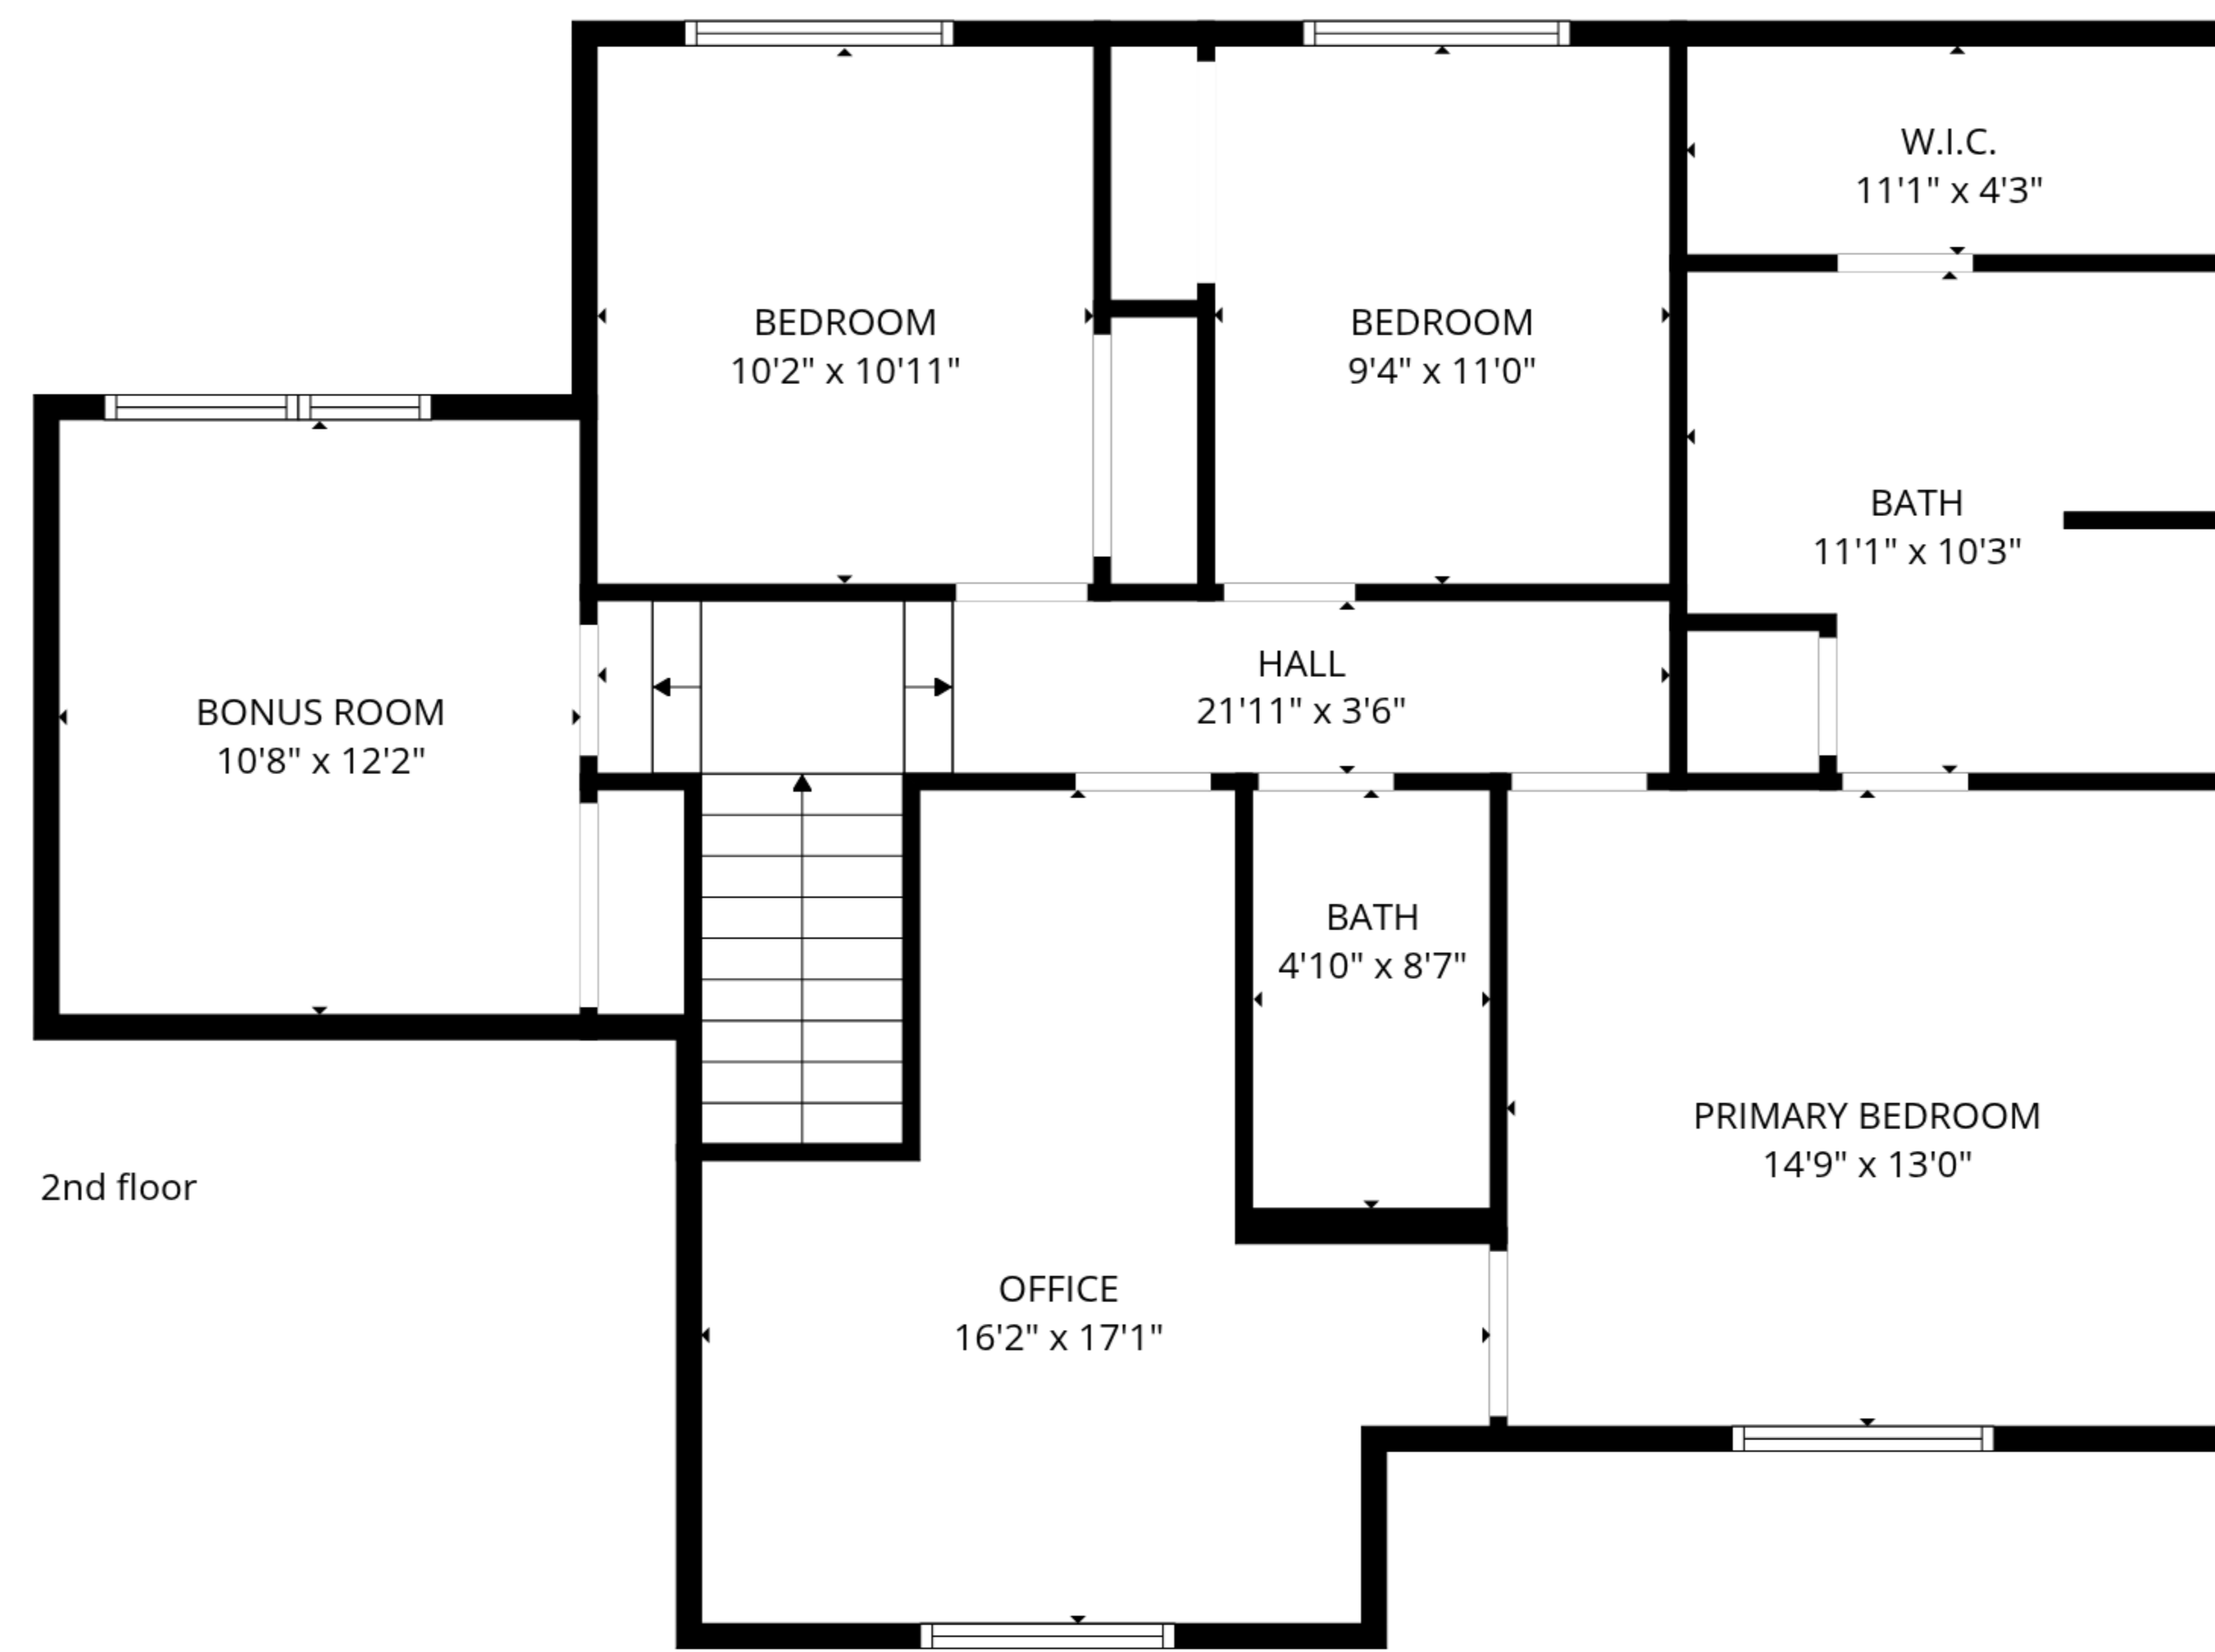 W.I.C.
11'1" x 4'3"
BEDROOM
10'2" x 10'11"
BEDROOM
9'4" x 11'0"
BATH
11'1" x 10'3"
HALL
21'11" x 3'6"
BONUS ROOM
10'8" x 12'2"
BATH
4'10" x 8'7"
PRIMARY BEDROOM
14'9" x 13'0"
2nd floor
OFFICE
16'2" x 17'1"